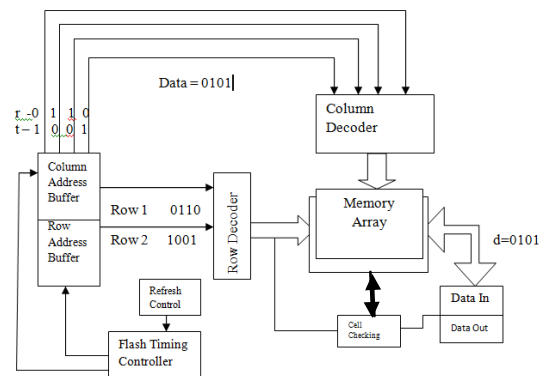 Data = 0101
r -0 1 1 0
t – 1 0 0 1
Column
Decoder
Column
Address
Buffer
Row
Address
Buffer
Row 1 0110
Row 2 1001
Row Decoder
Memory
Array
d=0101
Refresh
Control
Flash Timing
Controller
Cell
Checking
Data In
Data Out